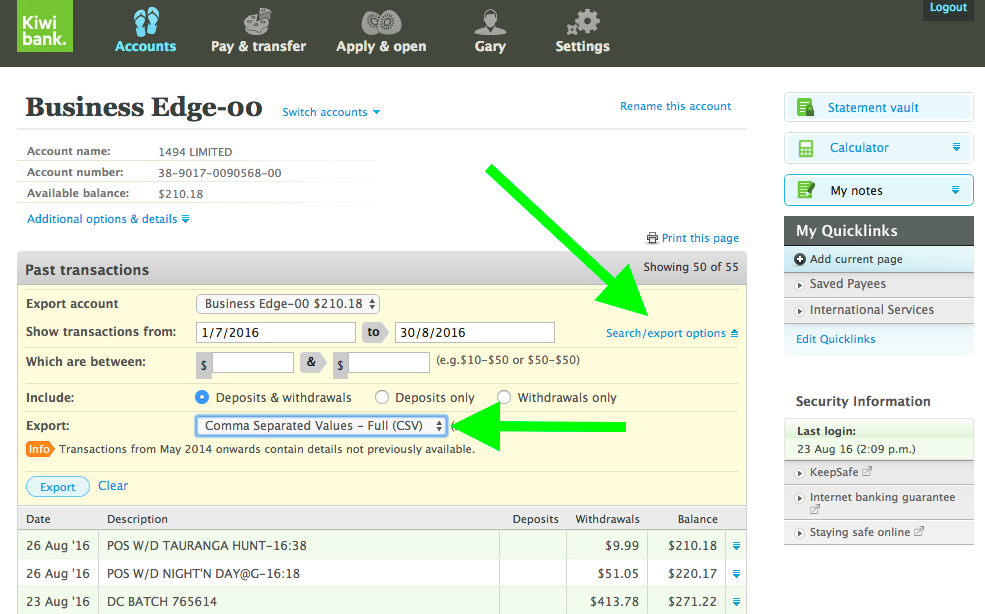 Logout
Kiwi
bank.
Accounts
Pay & transfer
Apply & open
Gary
Settings
Business Edge-00
Switch accounts
Rename this account
Account name: 1494 LIMITED
Account number: 38-9017-0090568-00
Available balance: $210.18
Additional options & details
Print this page
Past transactions
Showing 50 of 55
Export account Business Edge-00 $210.18
Show transactions from: 1/7/2016 to 30/8/2016
Search/export options
Which are between: $ & $ (e.g.$10-$50 or $50-$50)
Include: Deposits & withdrawals Deposits only Withdrawals only
Export: Comma Separated Values - Full (CSV)
Info Transactions from May 2014 onwards contain details not previously available.
Export Clear
Date Description Deposits Withdrawals Balance
26 Aug '16 POS W/D TAURANGA HUNT-16:38 $9.99 $210.18
26 Aug '16 POS W/D NIGHT'N DAY@G-16:18 $51.05 $220.17
23 Aug '16 DC BATCH 765614 $413.78 $271.22
Statement vault
Calculator
My notes
My Quicklinks
Add current page
Saved Payees
International Services
Edit Quicklinks
Security Information
Last login:
23 Aug 16 (2:09 p.m.)
KeepSafe
Internet banking guarantee
Staying safe online